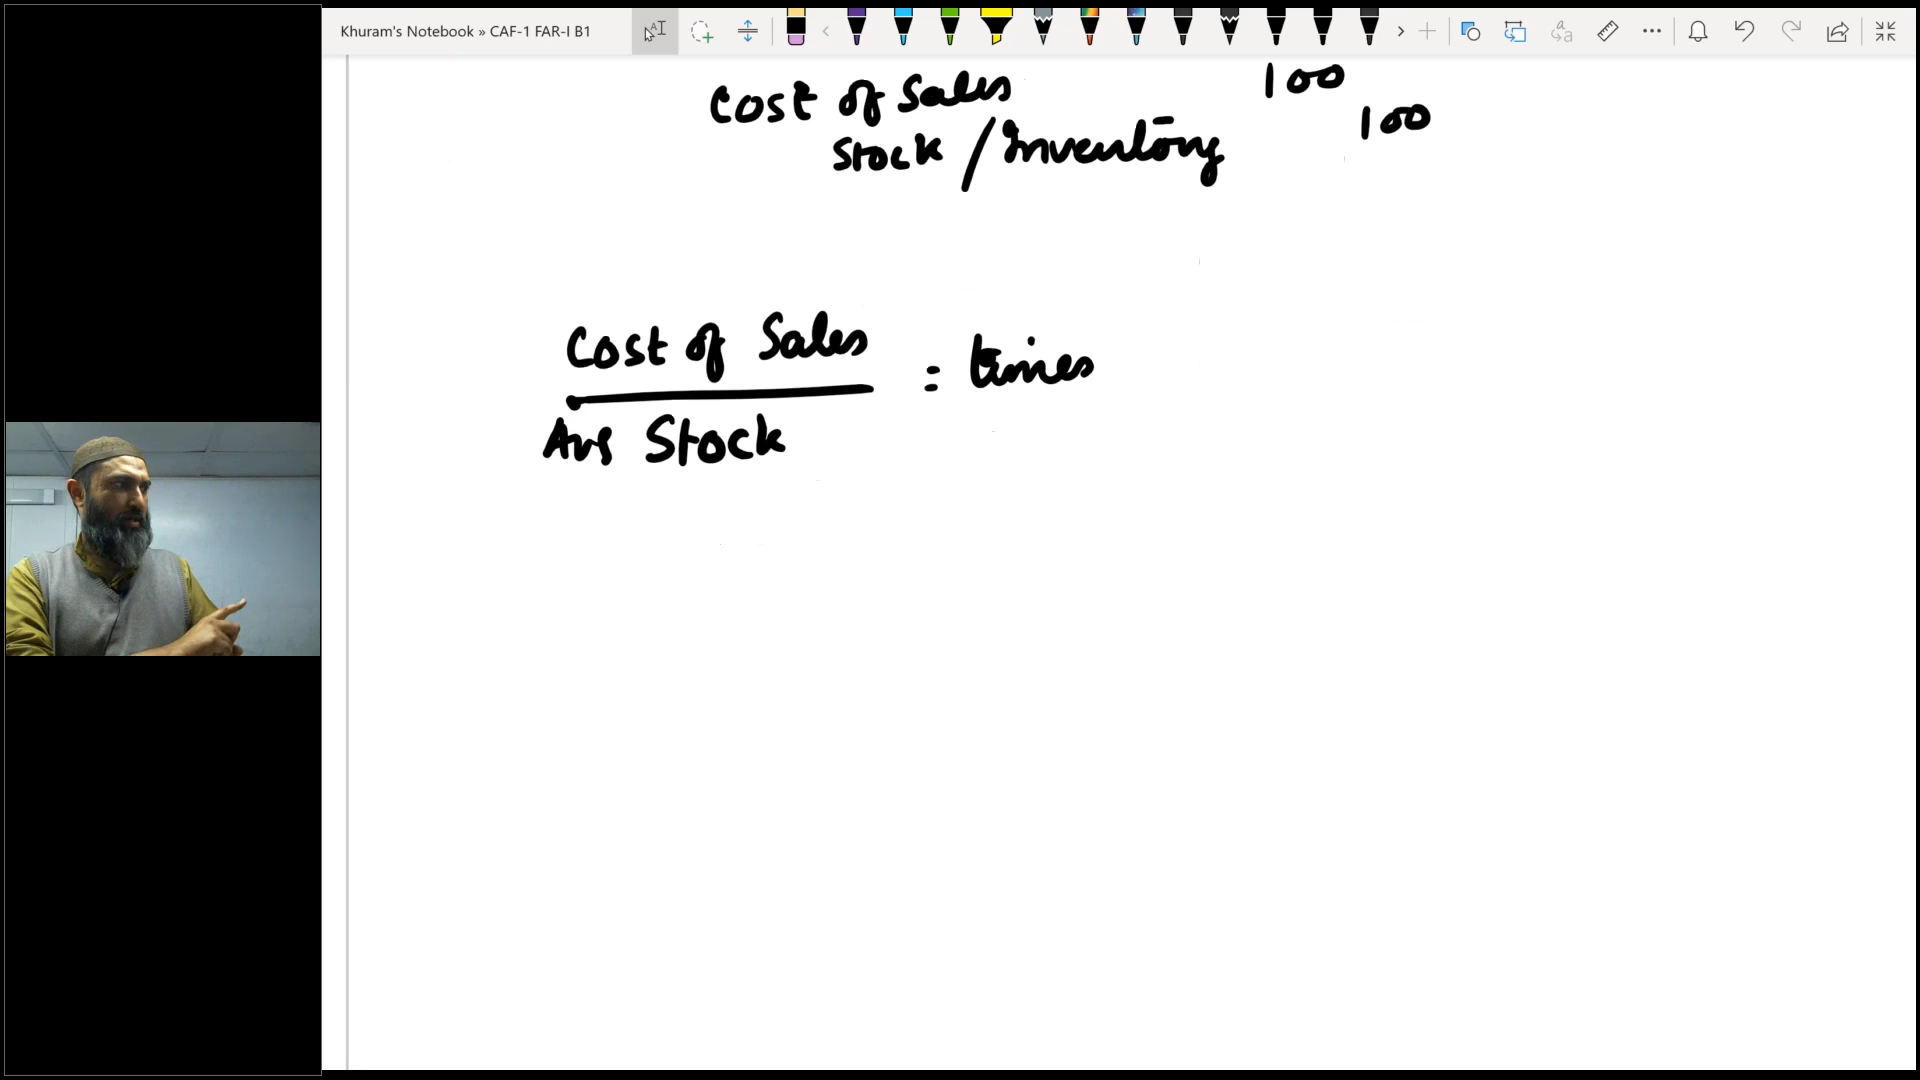 Khuram's Notebook » CAF-1 FAR-I B1
Cost of Sales 100
Stock / Inventory 100
Cost of Sales
= times
Avg Stock